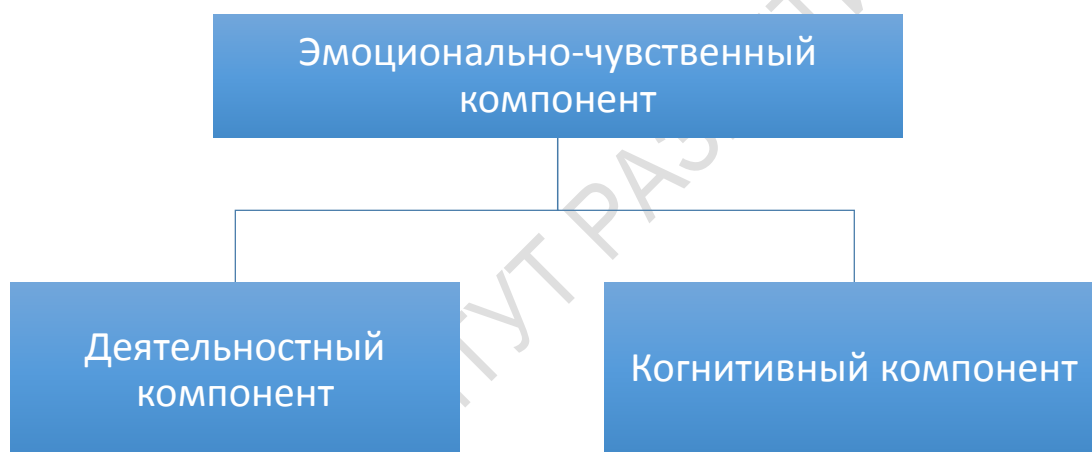 Эмоционально-чувственный
компонент
Деятельностный
компонент
Когнитивный компонент